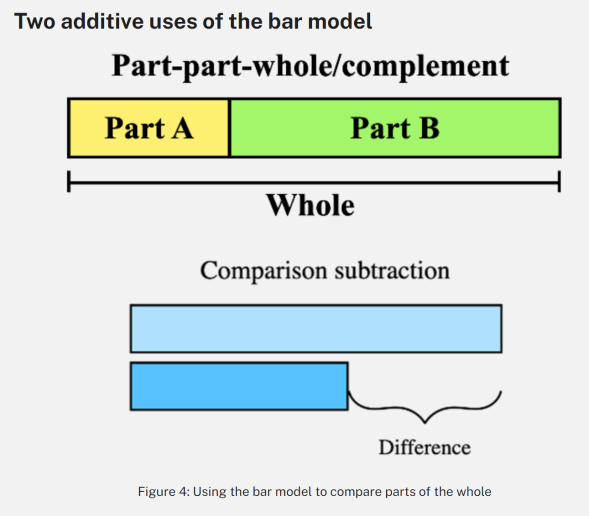 Two additive uses of the bar model
Part-part-whole/complement
Part A Part B
Whole
Comparison subtraction
Difference
Figure 4: Using the bar model to compare parts of the whole